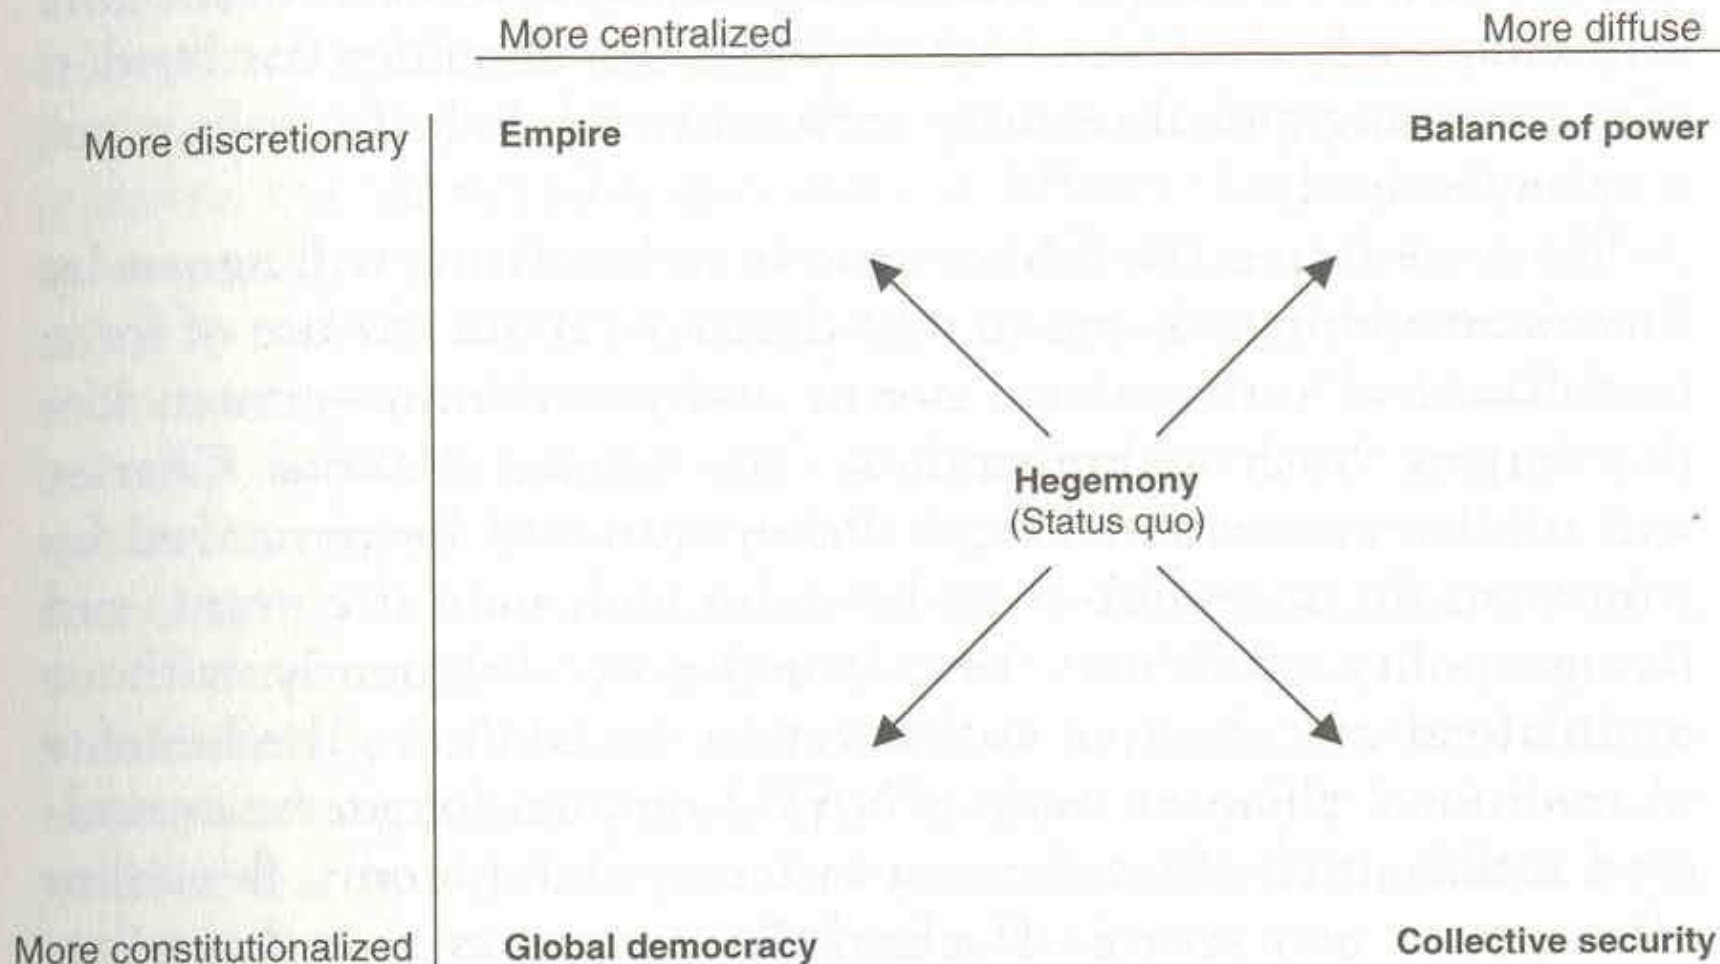 More centralized More diffuse
More discretionary Empire Balance of power
Hegemony
(Status quo)
More constitutionalized Global democracy Collective security